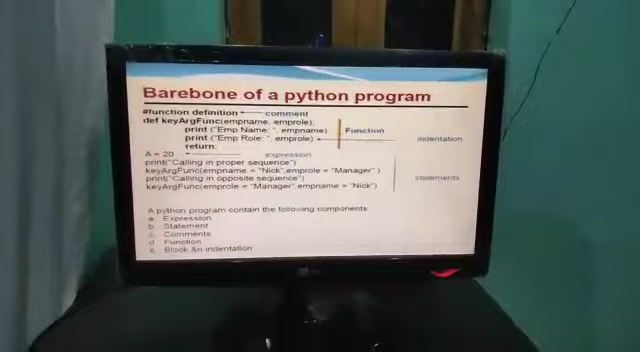 Barebone of a python program
#function definition comment
def keyArgFunc(empname, emprole):
print ("Emp Name: ", empname) Function
print ("Emp Role: ", emprole) indentation
return;
A = 20 expression
print("Calling in proper sequence")
keyArgFunc(empname = "Nick",emprole = "Manager" )
print("Calling in opposite sequence") statements
keyArgFunc(emprole = "Manager",empname = "Nick")
A python program contain the following components
a. Expression
b. Statement
c. Comments
d. Function
e. Block &n indentation